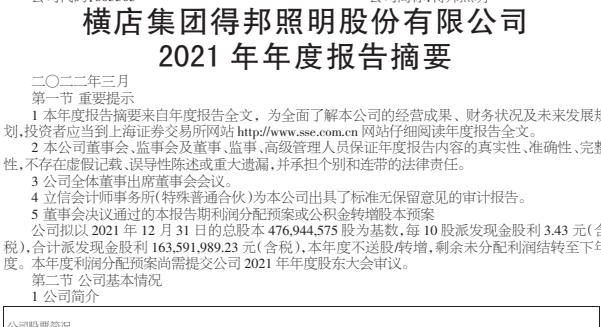 横店集团得邦照明股份有限公司
2021 年年度报告摘要
二〇二二年三月
第一节 重要提示
1 本年度报告摘要来自年度报告全文，为全面了解本公司的经营成果、财务状况及未来发展规
划,投资者应当到上海证券交易所网站 http://www.sse.com.cn 网站仔细阅读年度报告全文。
2 本公司董事会、监事会及董事、监事、高级管理人员保证年度报告内容的真实性、准确性、完整
性,不存在虚假记载、误导性陈述或重大遗漏,并承担个别和连带的法律责任。
3 公司全体董事出席董事会会议。
4 立信会计师事务所(特殊普通合伙)为本公司出具了标准无保留意见的审计报告。
5 董事会决议通过的本报告期利润分配预案或公积金转增股本预案
公司拟以 2021 年 12 月 31 日的总股本 476,944,575 股为基数,每 10 股派发现金股利 3.43 元(含
税),合计派发现金股利 163,591,989.23 元(含税),本年度不送股/转增,剩余未分配利润结转至下年
度。本年度利润分配预案尚需提交公司 2021 年年度股东大会审议。
第二节 公司基本情况
1 公司简介
公司股票简况